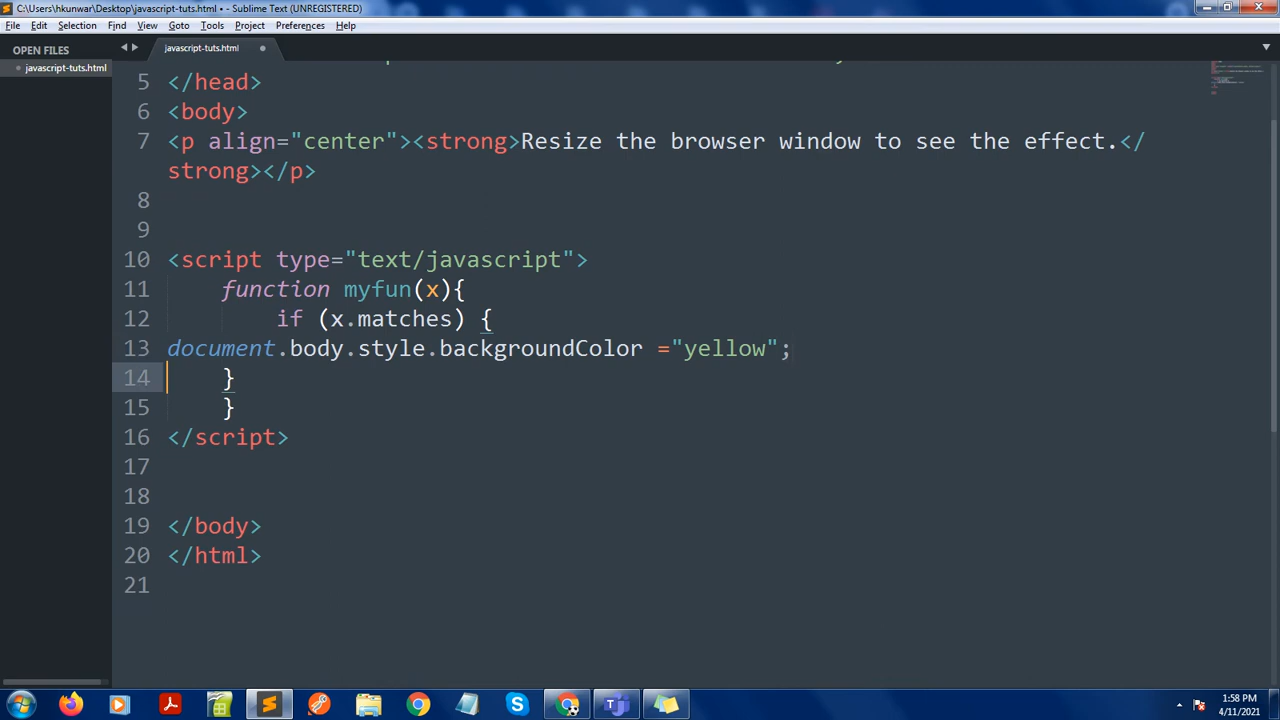 C:\Users\hkunwar\Desktop\javascript-tuts.html • - Sublime Text (UNREGISTERED)
File Edit Selection Find View Goto Tools Project Preferences Help
OPEN FILES
javascript-tuts.html
javascript-tuts.html
5 </head>
6 <body>
7 <p align="center"><strong>Resize the browser window to see the effect.</
strong></p>
8
9
10 <script type="text/javascript">
11 function myfun(x){
12 if (x.matches) {
13 document.body.style.backgroundColor ="yellow";
14 }
15 }
16 </script>
17
18
19 </body>
20 </html>
21
1:58 PM
4/11/2021